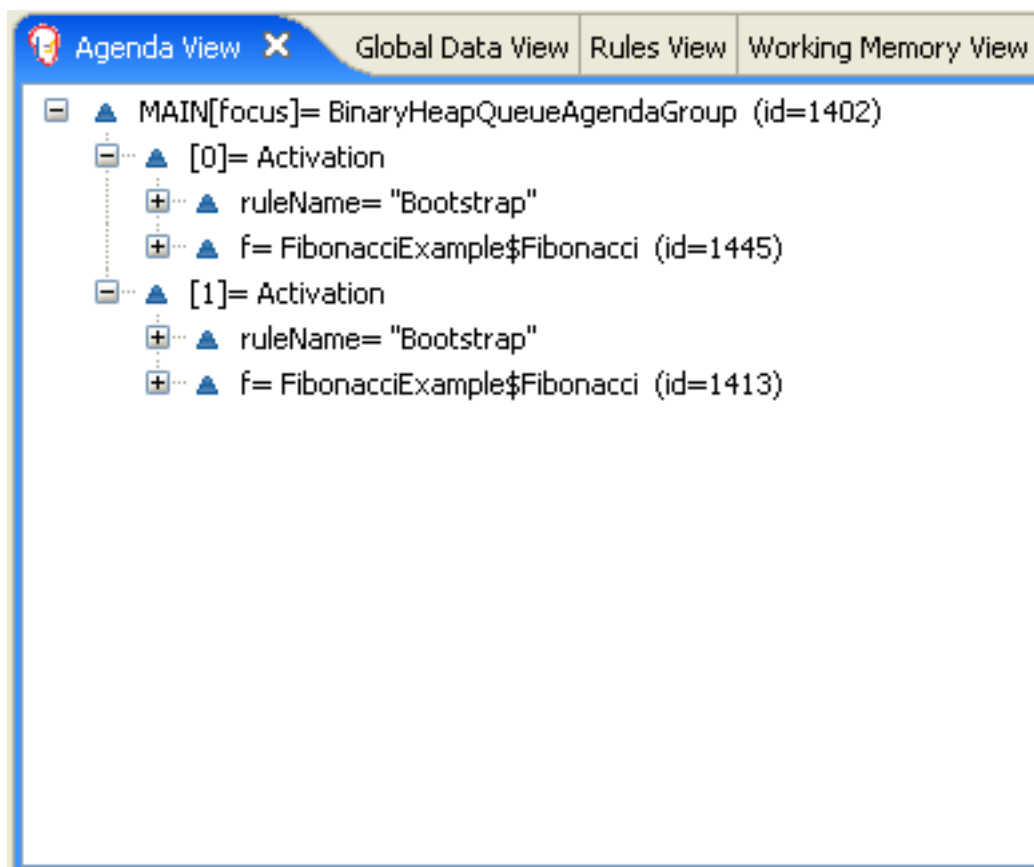 Agenda View Global Data View Rules View Working Memory View
MAIN[focus]= BinaryHeapQueueAgendaGroup (id=1402)
[0]= Activation
ruleName= "Bootstrap"
f= FibonacciExample$Fibonacci (id=1445)
[1]= Activation
ruleName= "Bootstrap"
f= FibonacciExample$Fibonacci (id=1413)